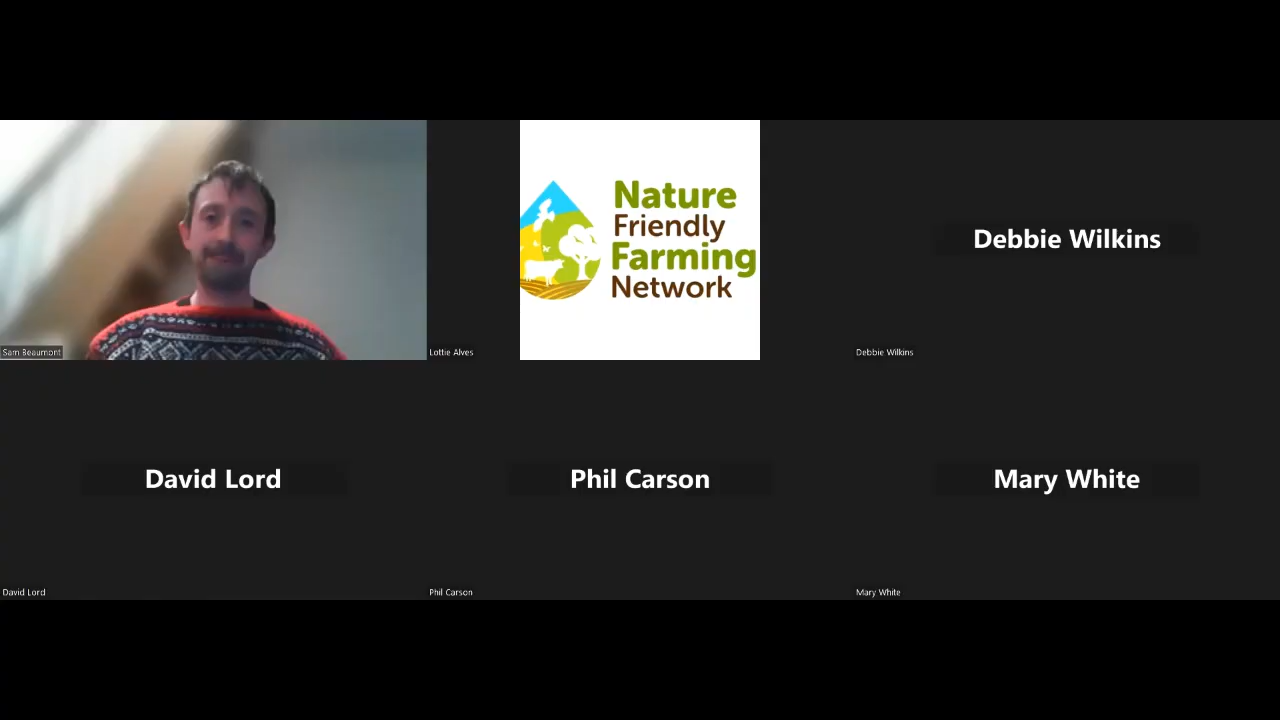 Nature
Friendly
Farming
Network
Debbie Wilkins
Sam Beaumont
Lottie Alves
Debbie Wilkins
David Lord
Phil Carson
Mary White
David Lord
Phil Carson
Mary White